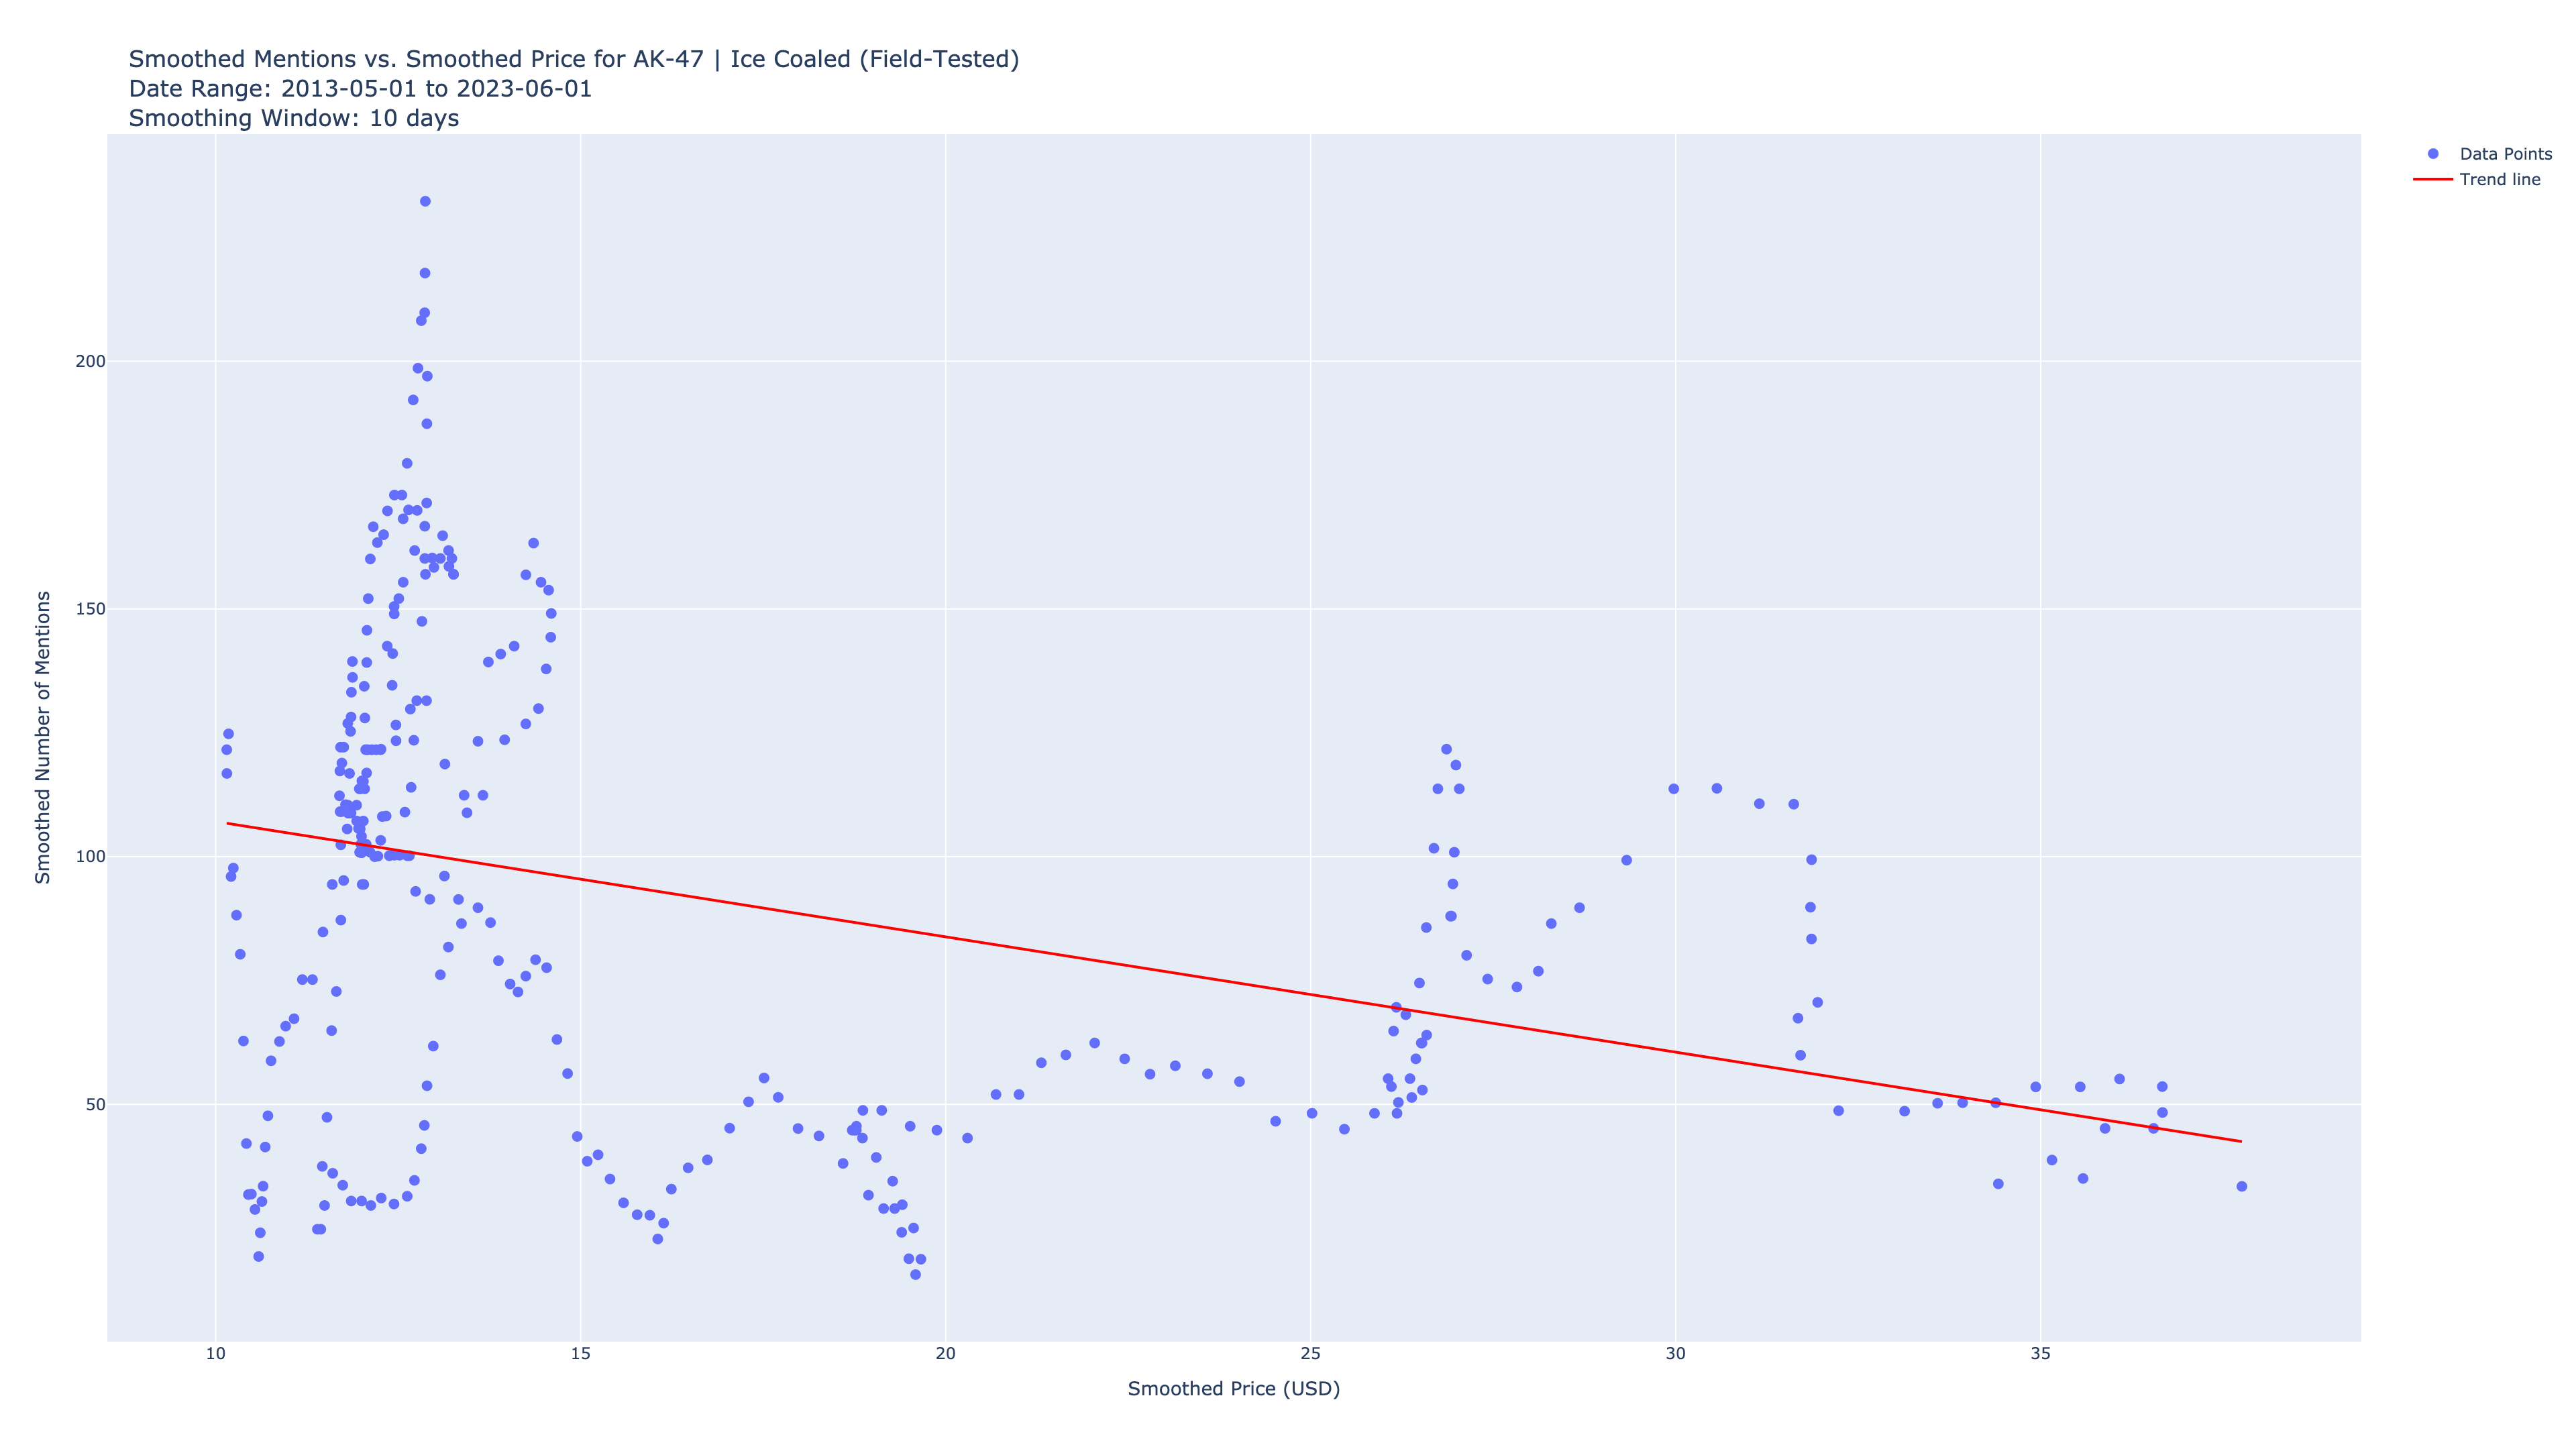 Smoothed Mentions vs. Smoothed Price for AK-47 | Ice Coaled (Field-Tested)
Date Range: 2013-05-01 to 2023-06-01
Smoothing Window: 10 days
Data Points
Trend line
200
150
100
50
Smoothed Number of Mentions
10 15 20 25 30 35
Smoothed Price (USD)